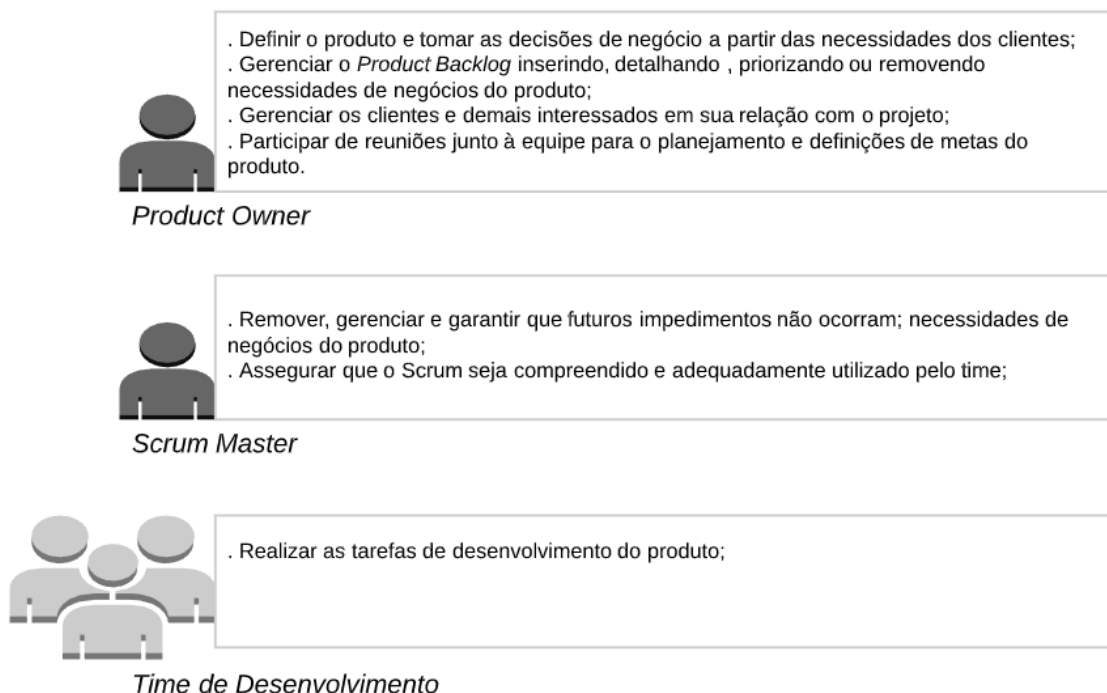 . Definir o produto e tomar as decisões de negócio a partir das necessidades dos clientes;
. Gerenciar o Product Backlog inserindo, detalhando , priorizando ou removendo
necessidades de negócios do produto;
. Gerenciar os clientes e demais interessados em sua relação com o projeto;
. Participar de reuniões junto à equipe para o planejamento e definições de metas do
produto.
Product Owner
. Remover, gerenciar e garantir que futuros impedimentos não ocorram; necessidades de
negócios do produto;
. Assegurar que o Scrum seja compreendido e adequadamente utilizado pelo time;
Scrum Master
. Realizar as tarefas de desenvolvimento do produto;
Time de Desenvolvimento